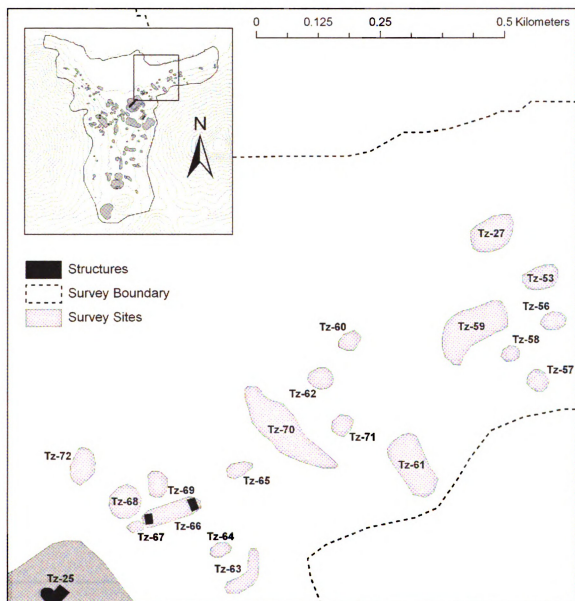 0 0.125 0.25 0.5 Kilometers
N
Structures
Survey Boundary
Survey Sites
Tz-27
Tz-53
Tz-56
Tz-59
Tz-60
Tz-58
Tz-57
Tz-62
Tz-70
Tz-71
Tz-72
Tz-61
Tz-69
Tz-65
Tz-68
Tz-66
Tz-67
Tz-64
Tz-63
Tz-25